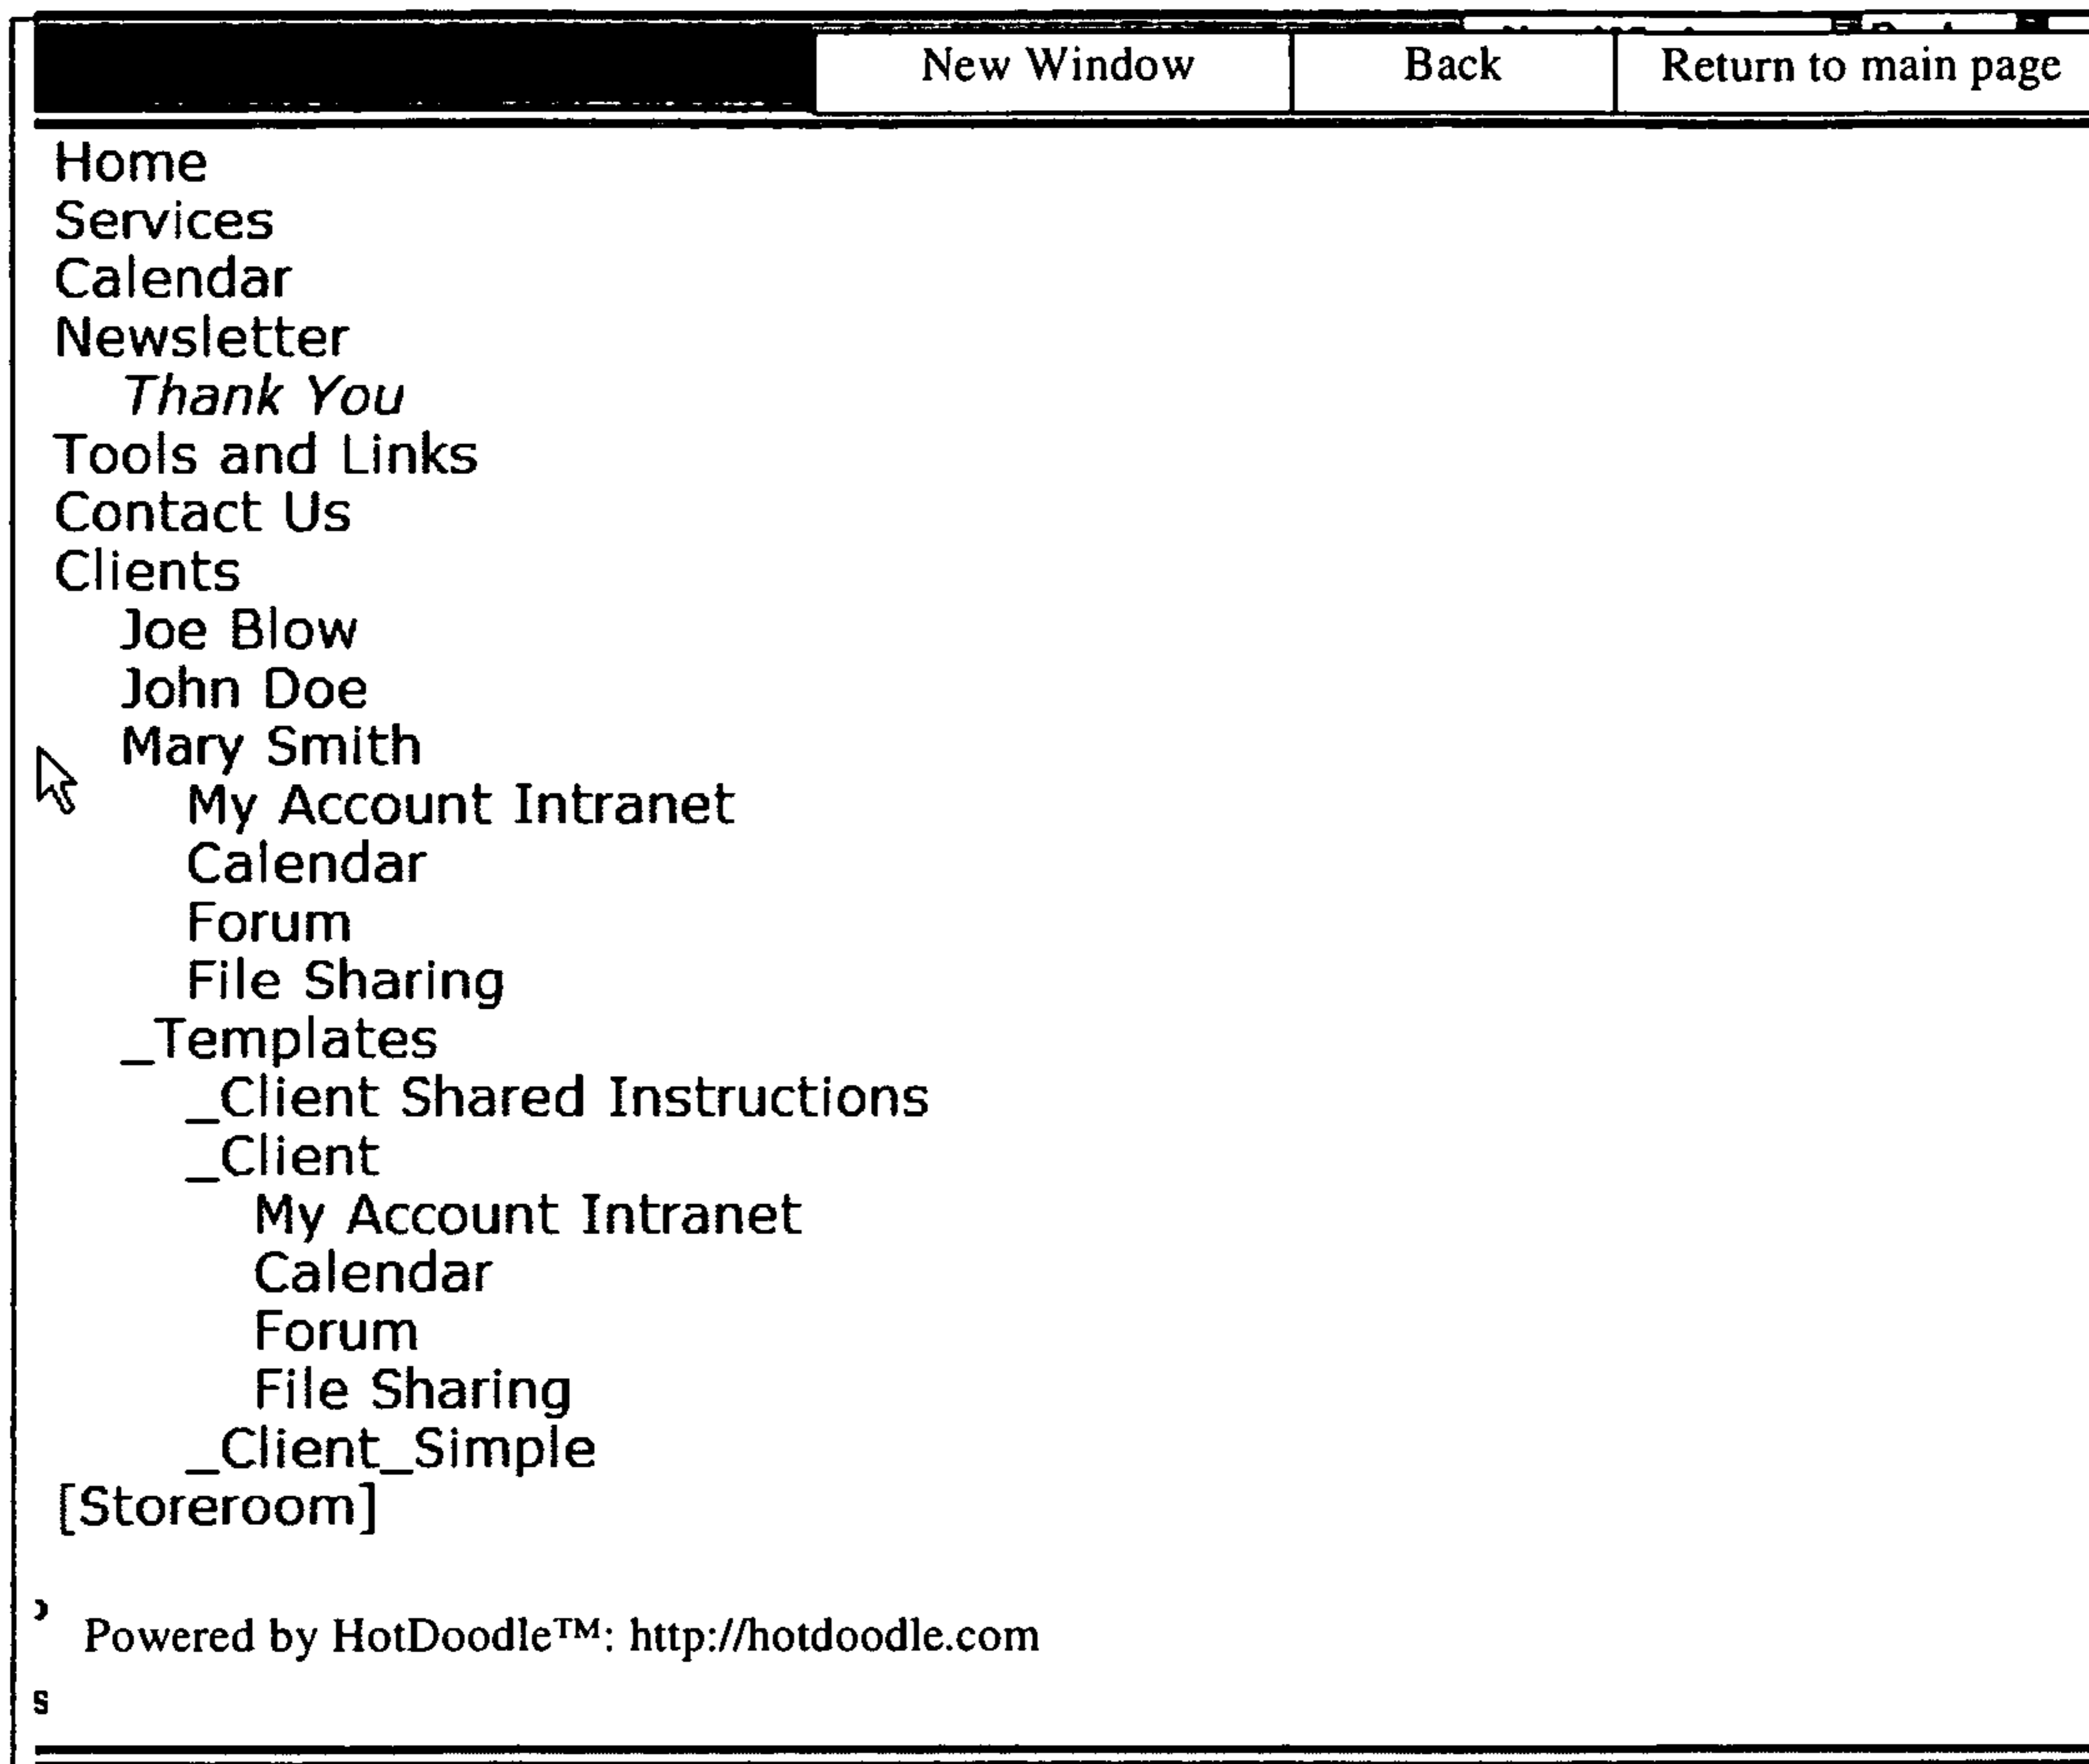 New Window Back Return to main page
Home
Services
Calendar
Newsletter
Thank You
Tools and Links
Contact Us
Clients
Joe Blow
John Doe
Mary Smith
My Account Intranet
Calendar
Forum
File Sharing
_Templates
_Client Shared Instructions
_Client
My Account Intranet
Calendar
Forum
File Sharing
_Client_Simple
[Storeroom]
Powered by HotDoodle™: http://hotdoodle.com
s